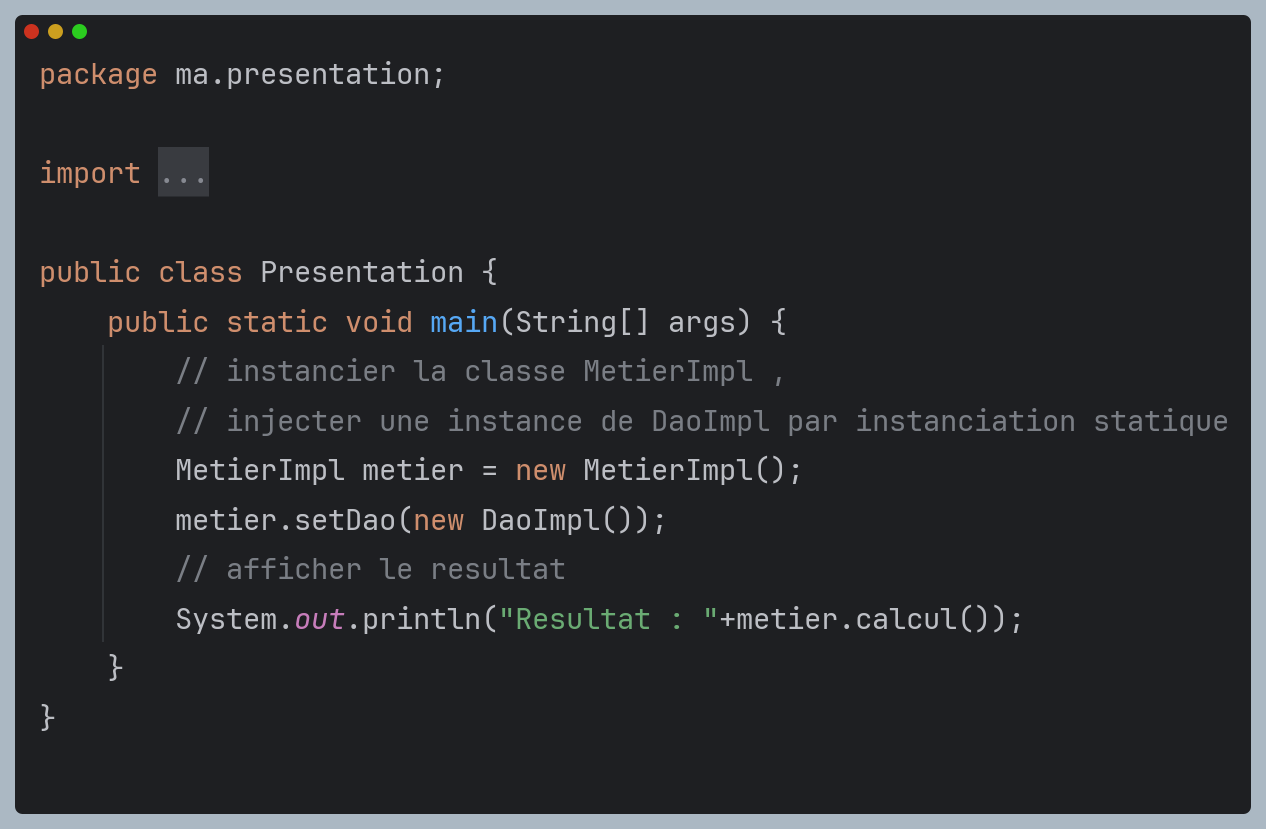 package ma.presentation;
import ...
public class Presentation {
public static void main(String[] args) {
// instancier la classe MetierImpl ,
// injecter une instance de DaoImpl par instanciation statique
MetierImpl metier = new MetierImpl();
metier.setDao(new DaoImpl());
// afficher le resultat
System.out.println("Resultat : "+metier.calcul());
}
}